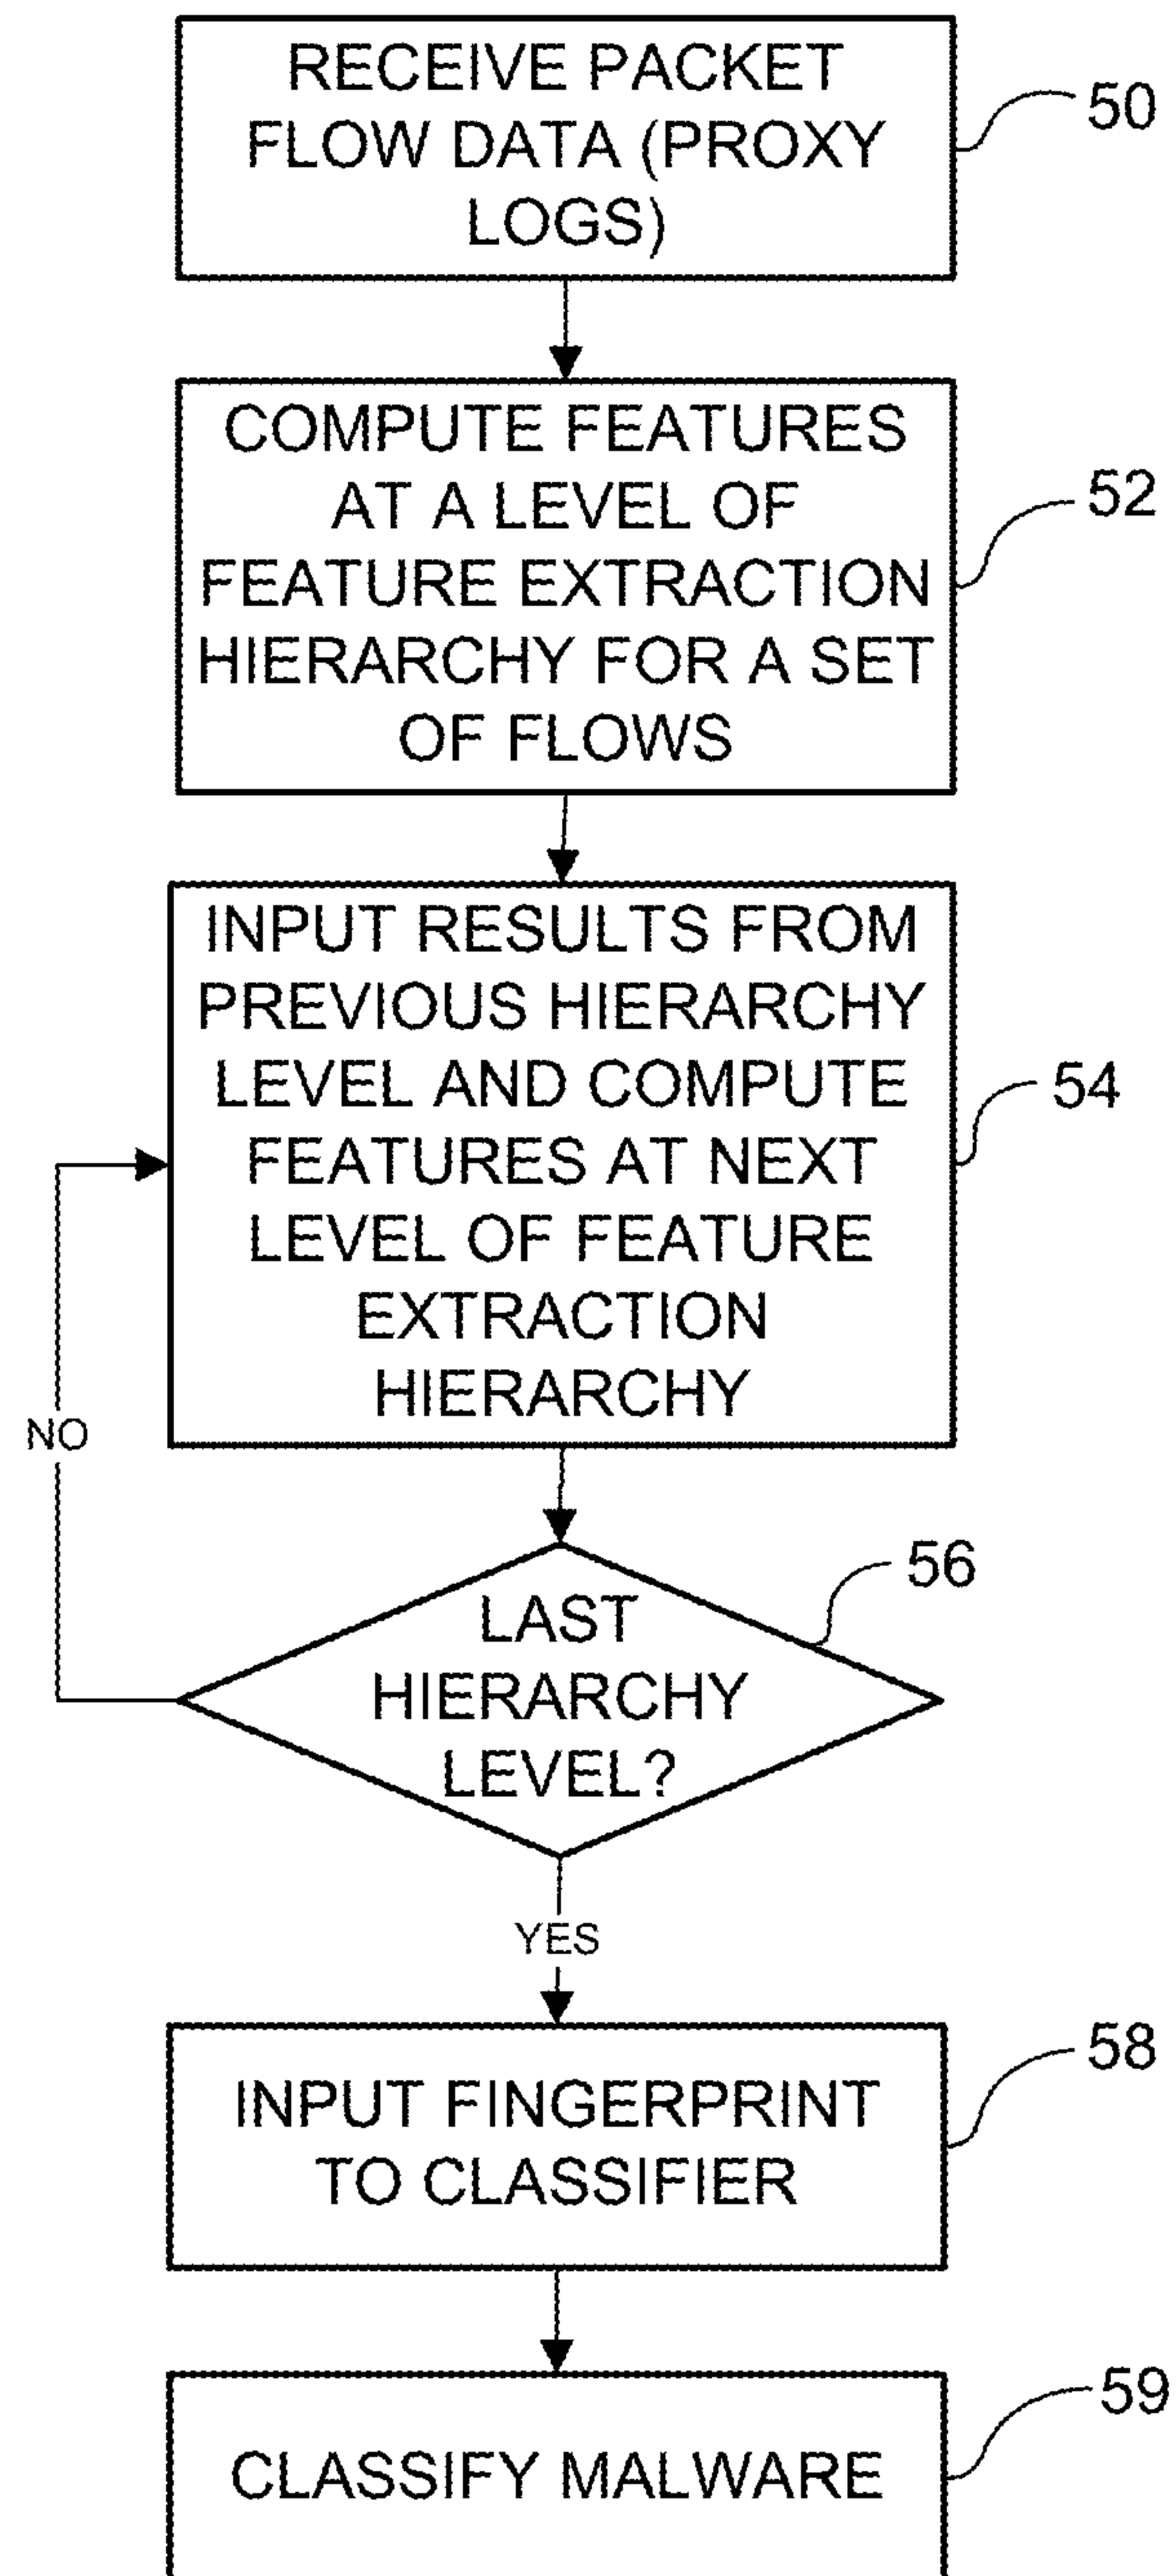 RECEIVE PACKET
FLOW DATA (PROXY
LOGS)
50
COMPUTE FEATURES
AT A LEVEL OF
FEATURE EXTRACTION
HIERARCHY FOR A SET
OF FLOWS
52
INPUT RESULTS FROM
PREVIOUS HIERARCHY
LEVEL AND COMPUTE
FEATURES AT NEXT
LEVEL OF FEATURE
EXTRACTION
HIERARCHY
54
NO
LAST
HIERARCHY
LEVEL?
56
YES
INPUT FINGERPRINT
TO CLASSIFIER
58
CLASSIFY MALWARE
59